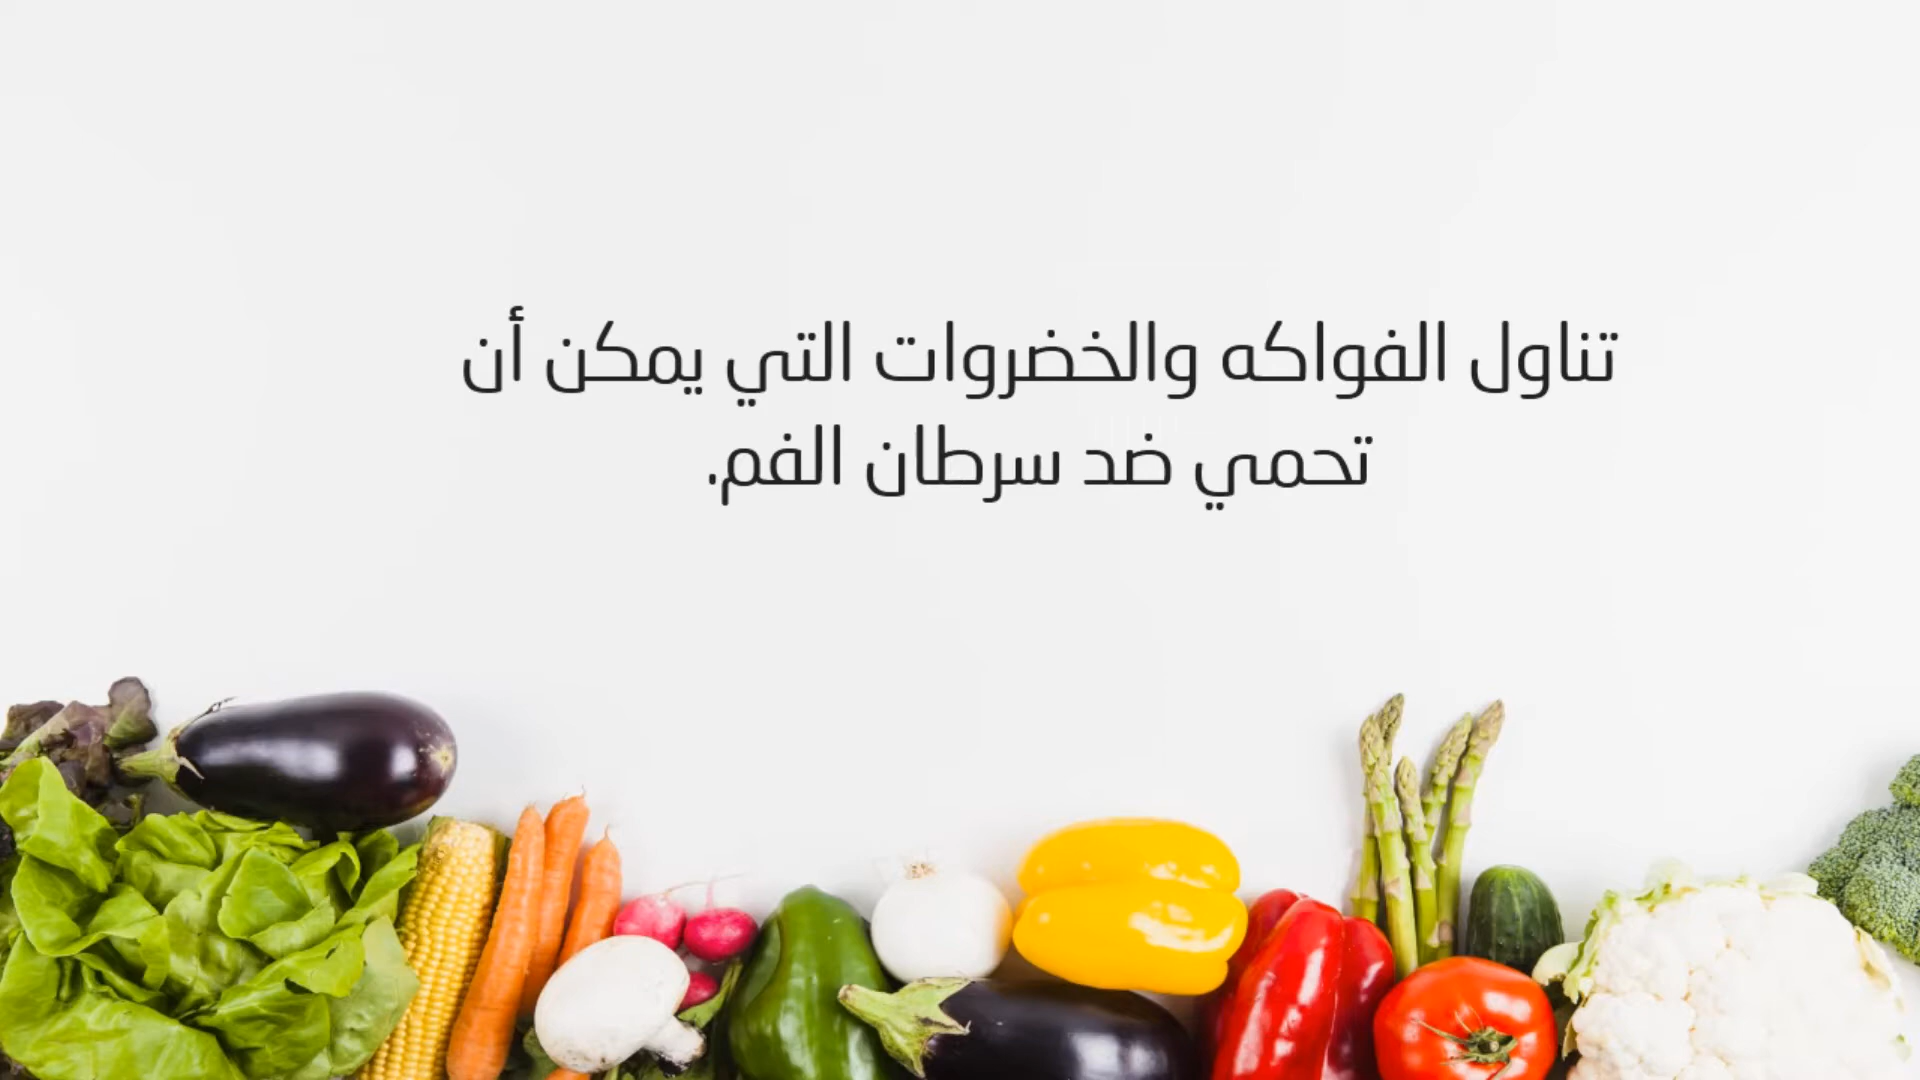 تناول الفواكه والخضروات التي يمكن أن
تحمي ضد سرطان الفم.